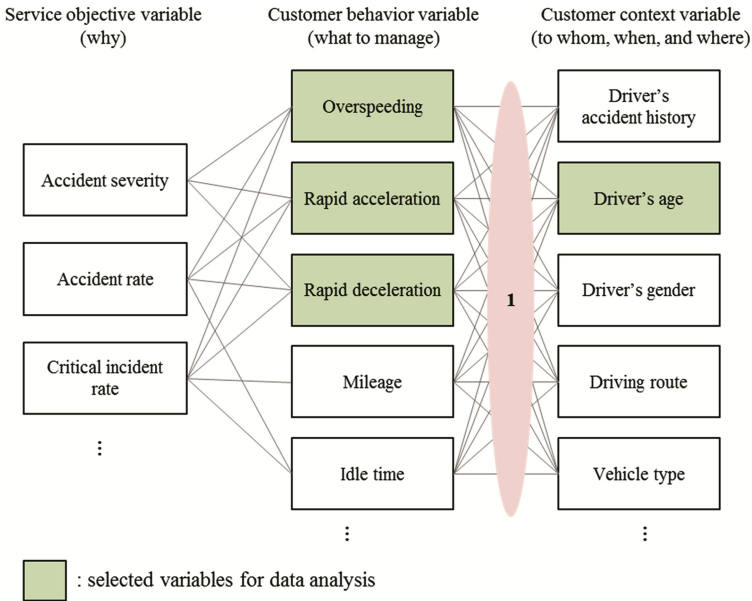 Service objective variable
(why)
Customer behavior variable
(what to manage)
Customer context variable
(to whom, when, and where)
Accident severity
Accident rate
Critical incident
rate
Overspeeding
Rapid acceleration
Rapid deceleration
Mileage
Idle time
1
Driver's
accident history
Driver's age
Driver's gender
Driving route
Vehicle type
: selected variables for data analysis